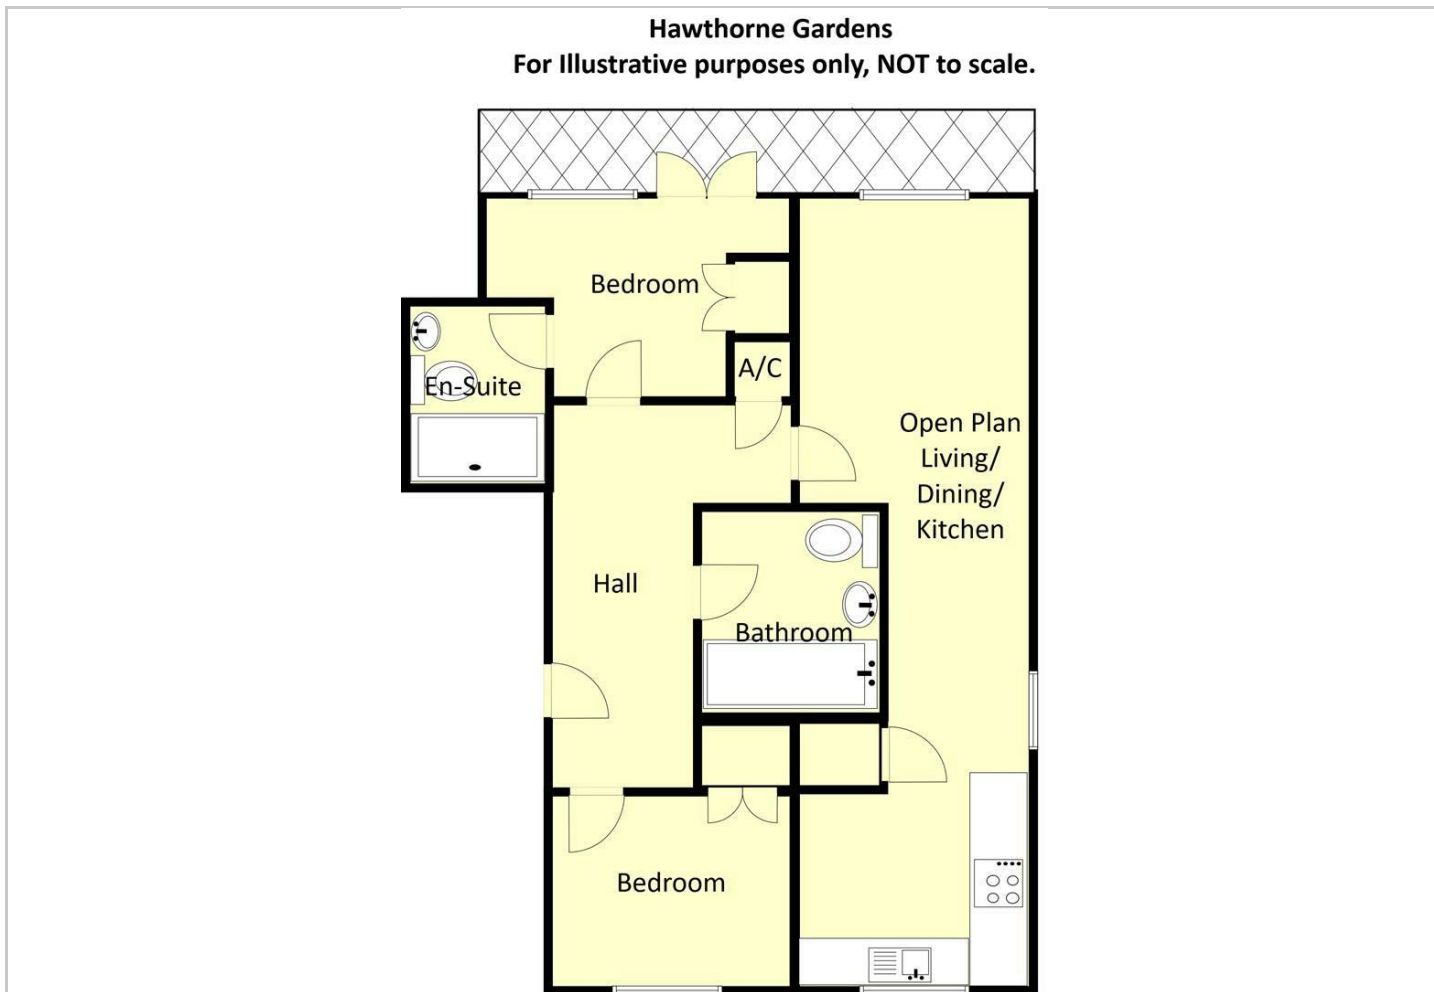 Hawthorne Gardens
For Illustrative purposes only, NOT to scale.
Bedroom
A/C
En-Suite
Open Plan
Living/
Dining/
Kitchen
Hall
Bathroom
Bedroom